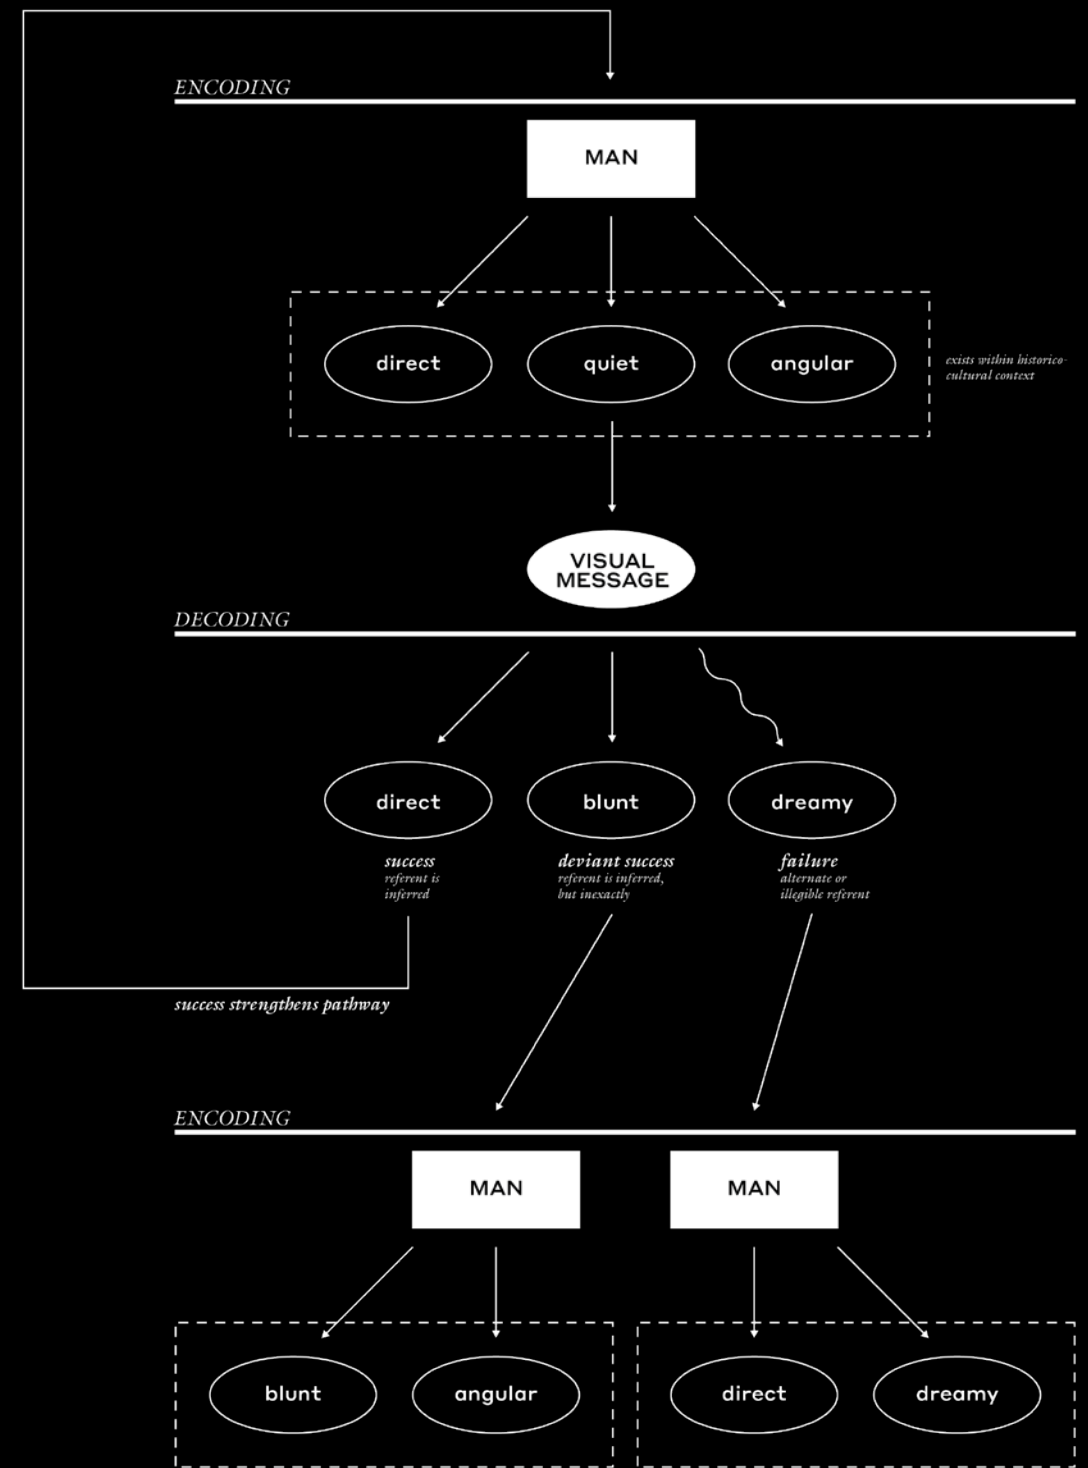 ENCODING
MAN
direct
quiet
angular
exists within historico-
cultural context
VISUAL
MESSAGE
DECODING
direct
blunt
dreamy
success
referent is
inferred
deviant success
referent is inferred,
but inexactly
failure
alternate or
illegible referent
success strengthens pathway
ENCODING
MAN
MAN
blunt
angular
direct
dreamy